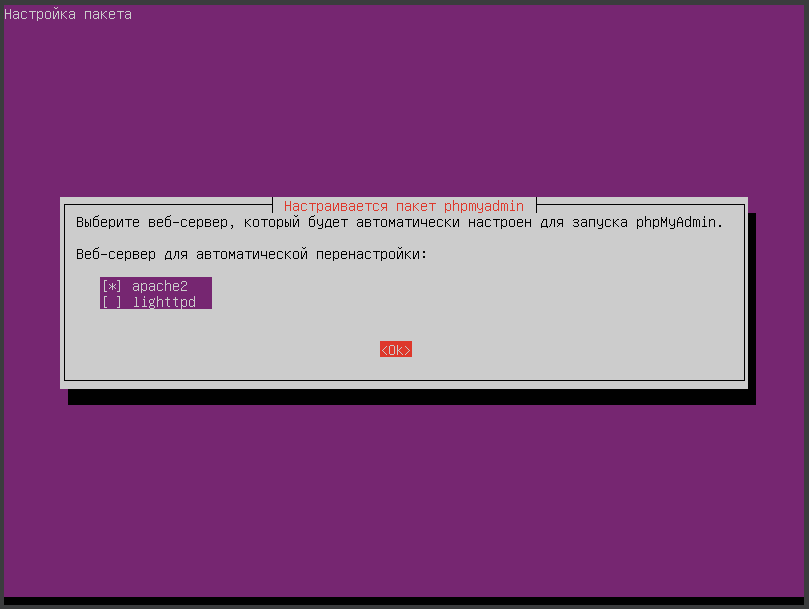 Настройка пакета
Настраивается пакет phpmyadmin
Выберите веб-сервер, который будет автоматически настроен для запуска phpMyAdmin.
Веб-сервер для автоматической перенастройки:
[*] apache2
[ ] lighttpd
<Ok>